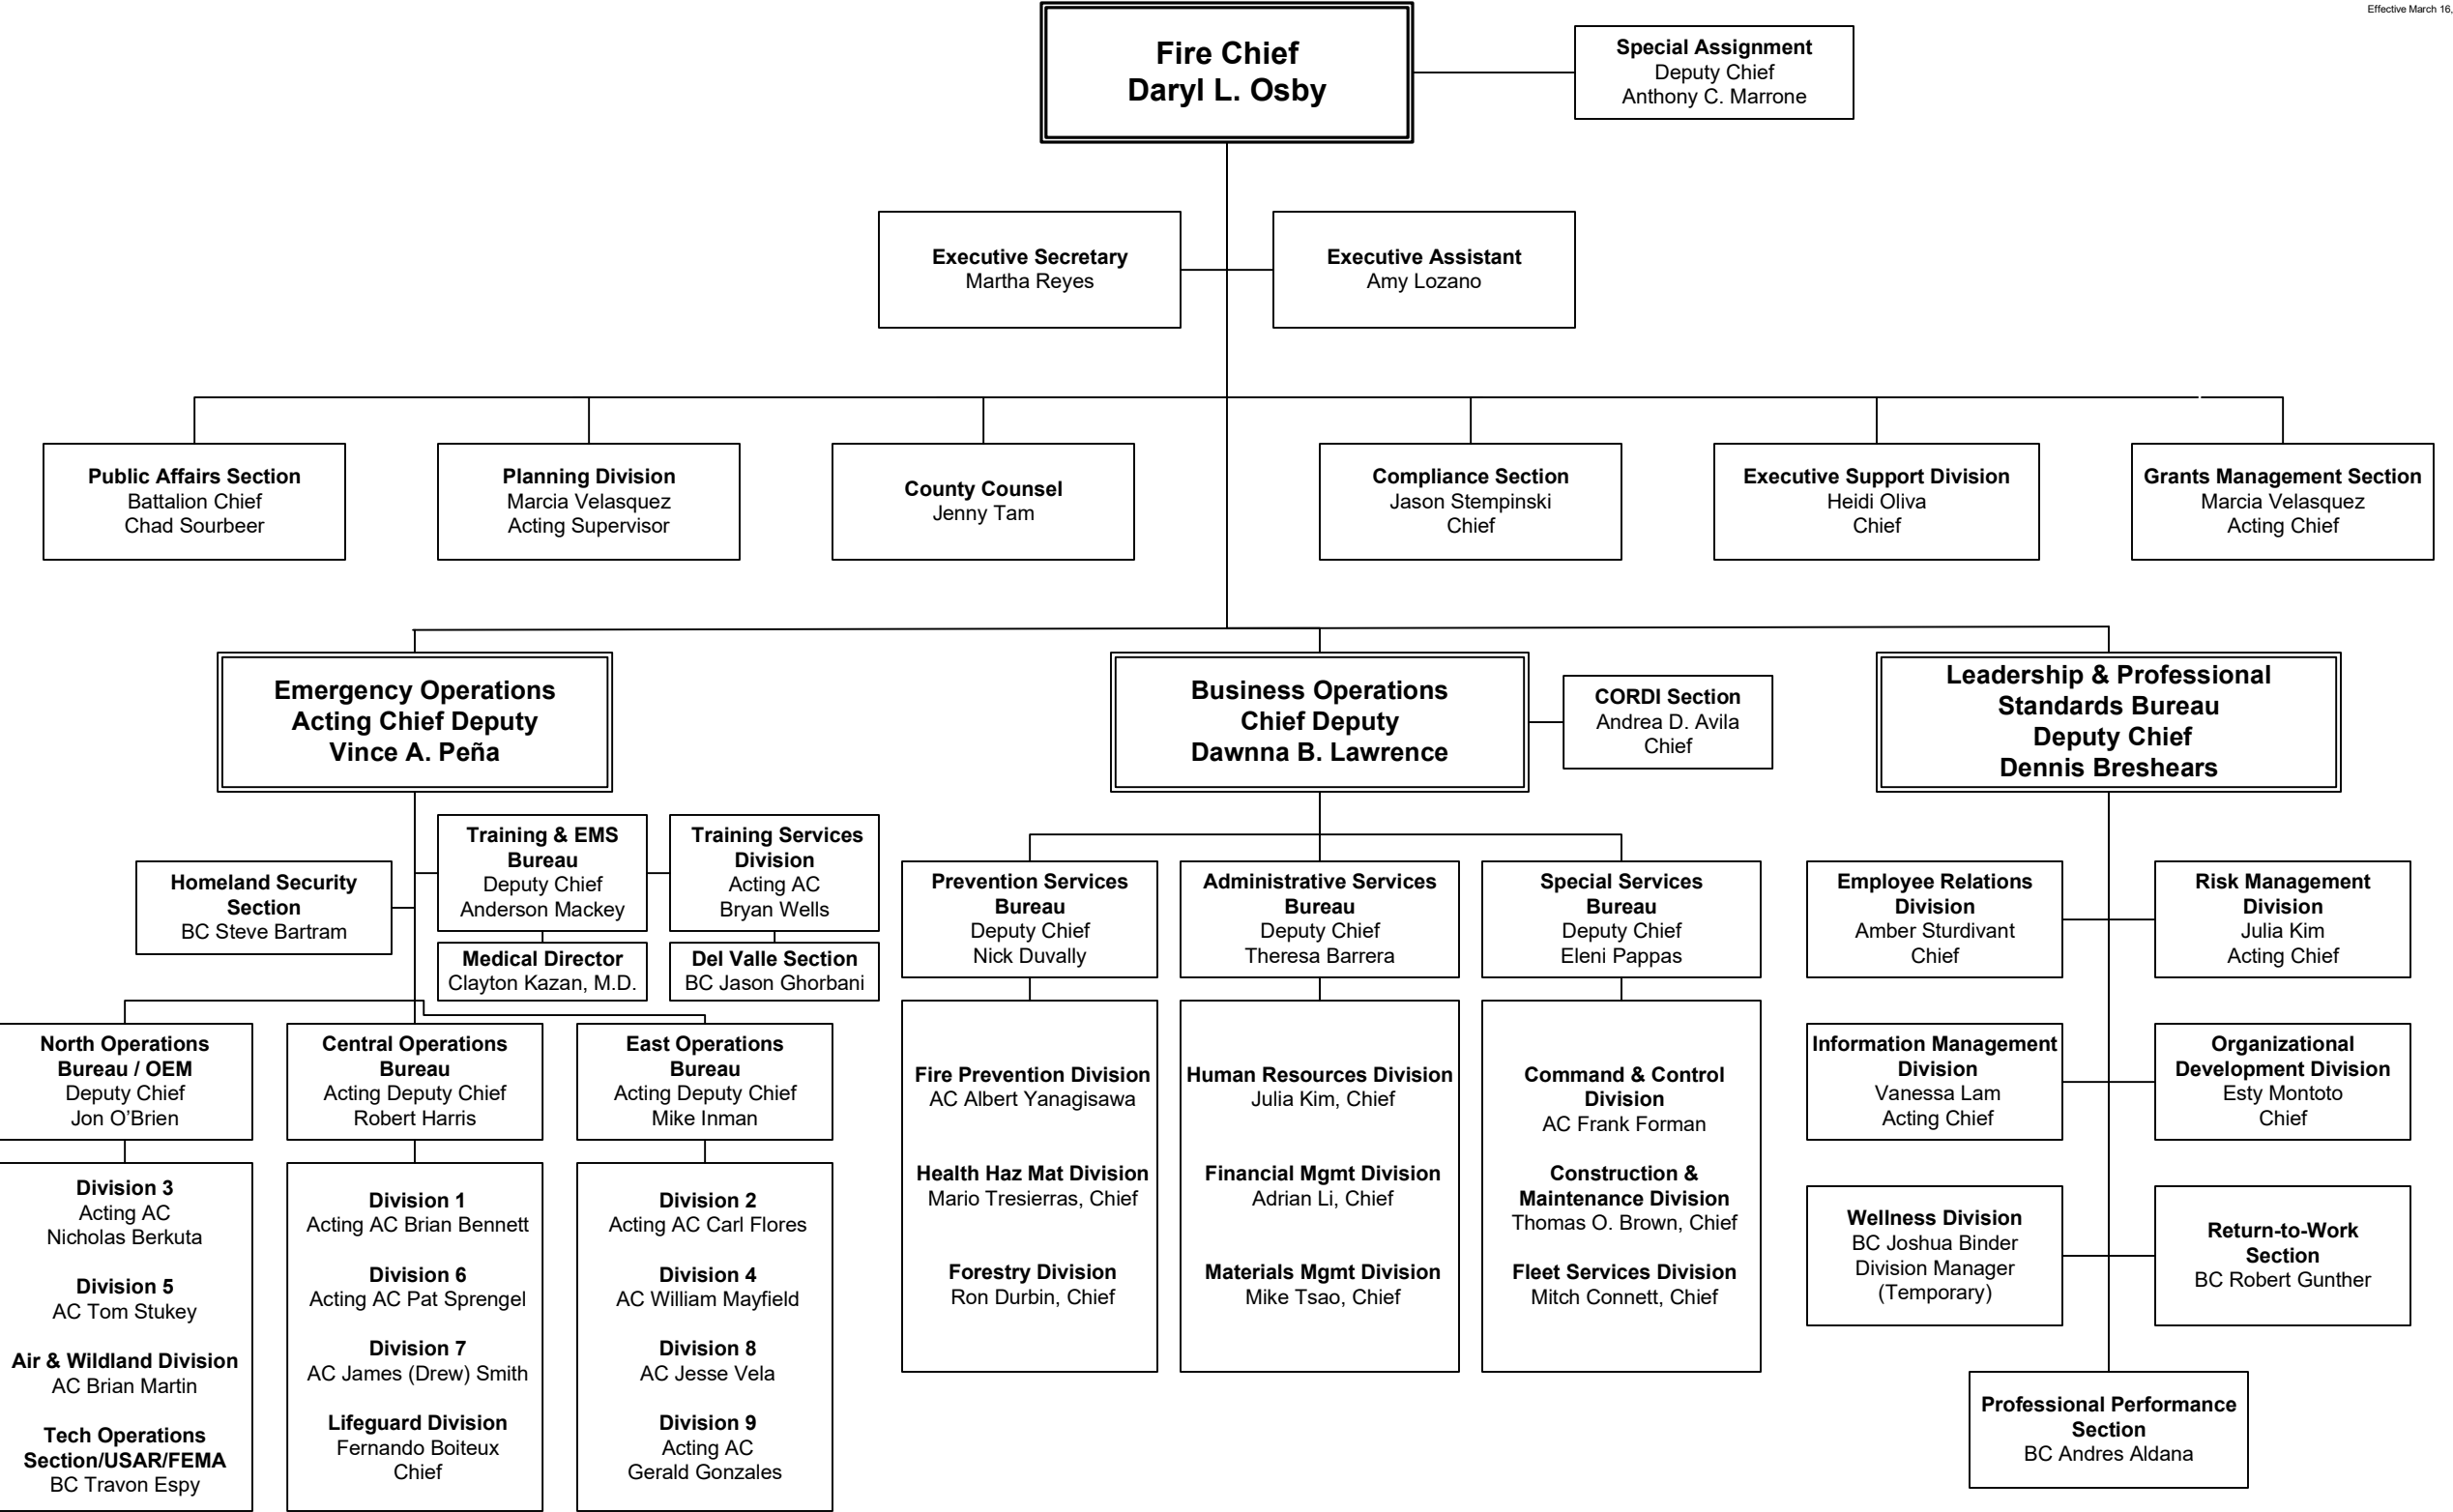 Effective March 16,
Fire Chief
Daryl L. Osby
Special Assignment
Deputy Chief
Anthony C. Marrone
Executive Secretary
Martha Reyes
Executive Assistant
Amy Lozano
Public Affairs Section
Battalion Chief
Chad Sourbeer
Planning Division
Marcia Velasquez
Acting Supervisor
County Counsel
Jenny Tam
Compliance Section
Jason Stempinski
Chief
Executive Support Division
Heidi Oliva
Chief
Grants Management Section
Marcia Velasquez
Acting Chief
Emergency Operations
Acting Chief Deputy
Vince A. Peña
Business Operations
Chief Deputy
Dawnna B. Lawrence
CORDI Section
Andrea D. Avila
Chief
Leadership & Professional
Standards Bureau
Deputy Chief
Dennis Breshears
Homeland Security
Section
BC Steve Bartram
Training & EMS
Bureau
Deputy Chief
Anderson Mackey
Training Services
Division
Acting AC
Bryan Wells
Medical Director
Clayton Kazan, M.D.
Del Valle Section
BC Jason Ghorbani
North Operations
Bureau / OEM
Deputy Chief
Jon O’Brien
Central Operations
Bureau
Acting Deputy Chief
Robert Harris
East Operations
Bureau
Acting Deputy Chief
Mike Inman
Division 3
Acting AC
Nicholas Berkuta
Division 5
AC Tom Stukey
Air & Wildland Division
AC Brian Martin
Tech Operations
Section/USAR/FEMA
BC Travon Espy
Division 1
Acting AC Brian Bennett
Division 6
Acting AC Pat Sprengel
Division 7
AC James (Drew) Smith
Lifeguard Division
Fernando Boiteux
Chief
Division 2
Acting AC Carl Flores
Division 4
AC William Mayfield
Division 8
AC Jesse Vela
Division 9
Acting AC
Gerald Gonzales
Prevention Services
Bureau
Deputy Chief
Nick Duvally
Administrative Services
Bureau
Deputy Chief
Theresa Barrera
Special Services
Bureau
Deputy Chief
Eleni Pappas
Fire Prevention Division
AC Albert Yanagisawa
Health Haz Mat Division
Mario Tresierras, Chief
Forestry Division
Ron Durbin, Chief
Human Resources Division
Julia Kim, Chief
Financial Mgmt Division
Adrian Li, Chief
Materials Mgmt Division
Mike Tsao, Chief
Command & Control
Division
AC Frank Forman
Construction &
Maintenance Division
Thomas O. Brown, Chief
Fleet Services Division
Mitch Connett, Chief
Employee Relations
Division
Amber Sturdivant
Chief
Risk Management
Division
Julia Kim
Acting Chief
Information Management
Division
Vanessa Lam
Acting Chief
Organizational
Development Division
Esty Montoto
Chief
Wellness Division
BC Joshua Binder
Division Manager
(Temporary)
Return-to-Work
Section
BC Robert Gunther
Professional Performance
Section
BC Andres Aldana